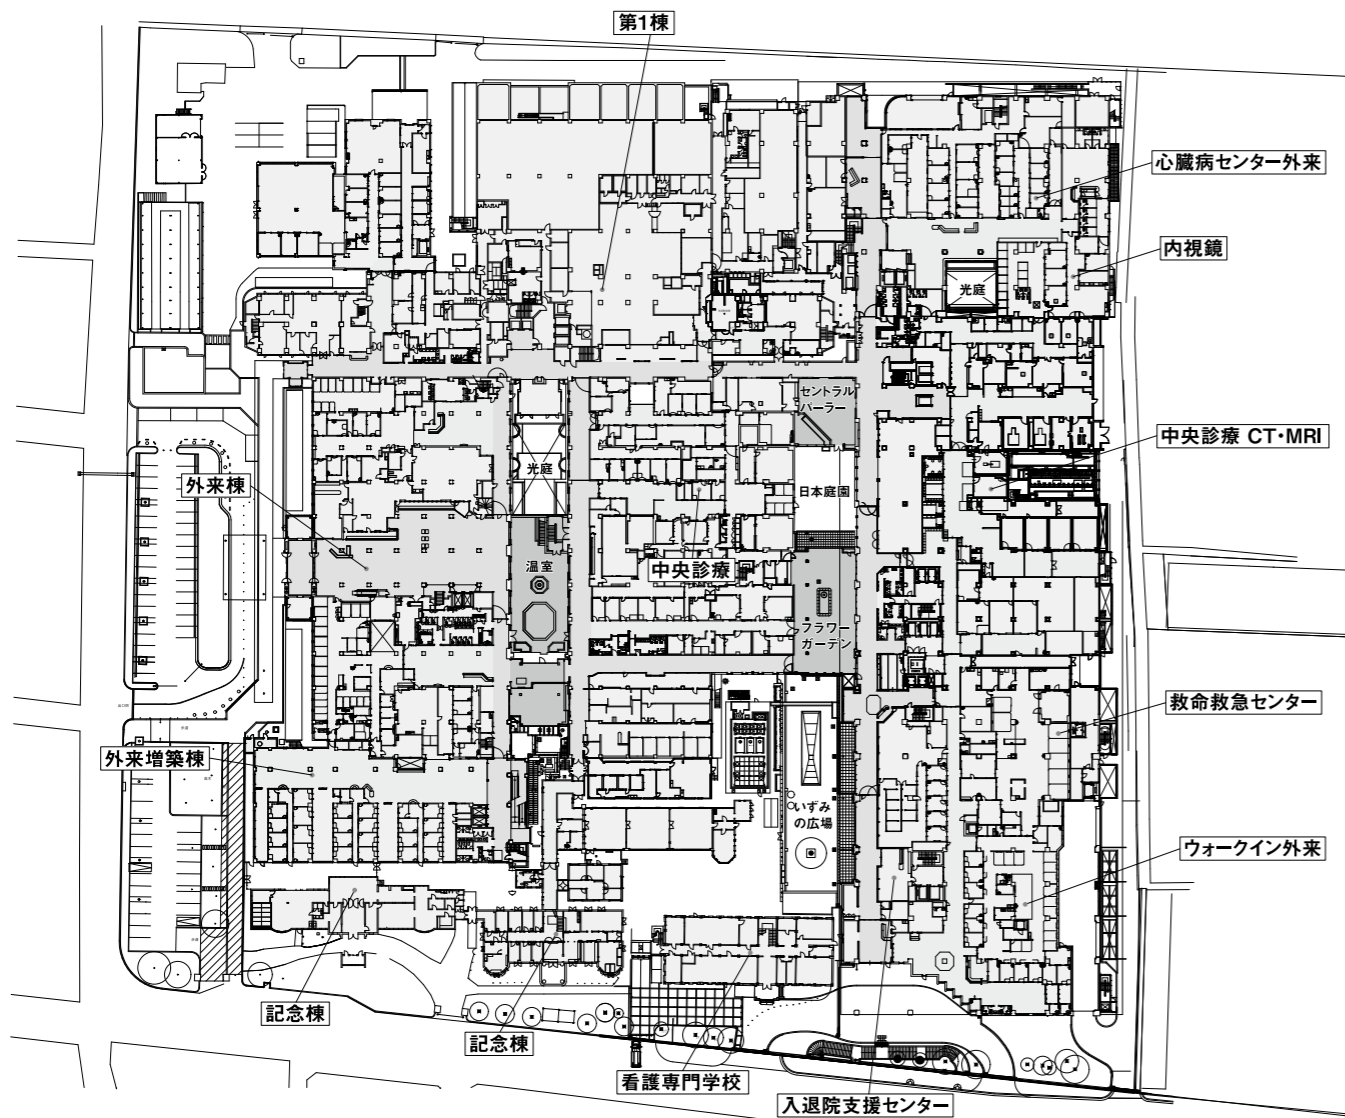 第1棟
心臓病センター外来
内視鏡
光庭
セントラル
パーラー
中央診療 CT・MRI
光庭
外来棟
日本庭園
温室
中央診療
フラワー
ガーデン
救命救急センター
外来増築棟
いずみ
の広場
ウォークイン外来
記念棟
記念棟
看護専門学校
入退院支援センター